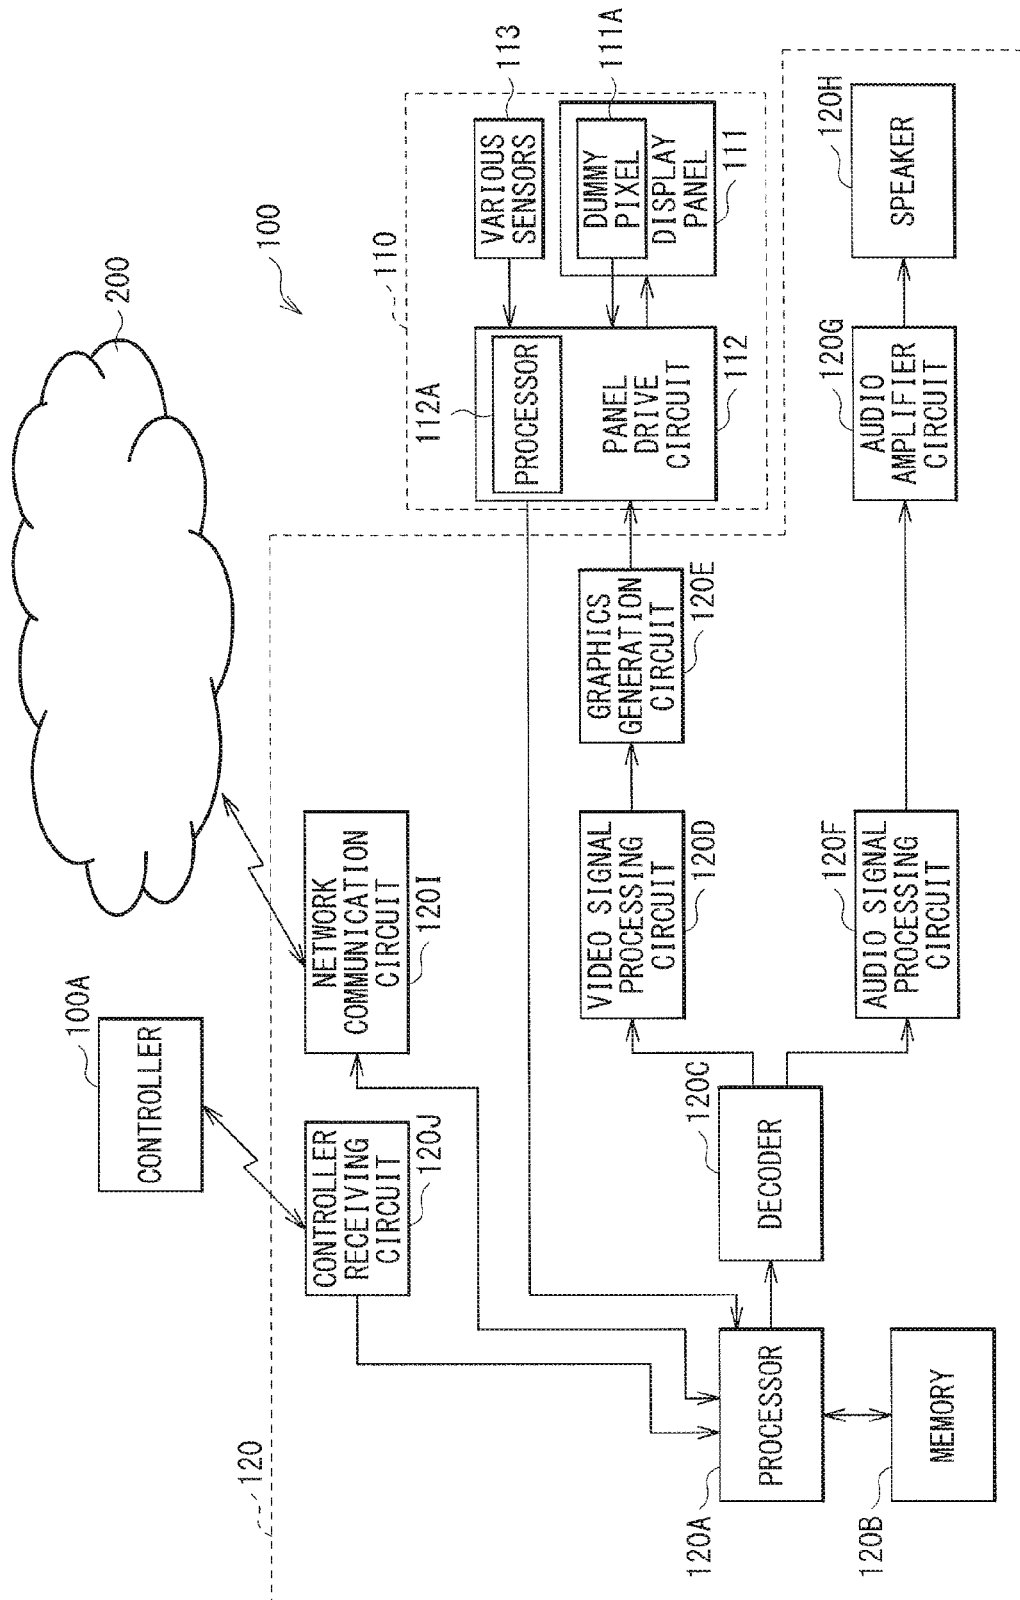 200
100
100A
CONTROLLER
120
110
113
VARIOUS
SENSORS
111A
DUMMY
PIXEL
DISPLAY
PANEL
111
112A
PROCESSOR
PANEL
DRIVE
CIRCUIT
112
NETWORK
COMMUNICATION
CIRCUIT
120I
CONTROLLER
RECEIVING
CIRCUIT
120J
GRAPHICS
GENERATION
CIRCUIT
120E
VIDEO SIGNAL
PROCESSING
CIRCUIT
120D
120C
DECODER
120A
PROCESSOR
120B
MEMORY
120F
AUDIO SIGNAL
PROCESSING
CIRCUIT
120G
AUDIO
AMPLIFIER
CIRCUIT
120H
SPEAKER